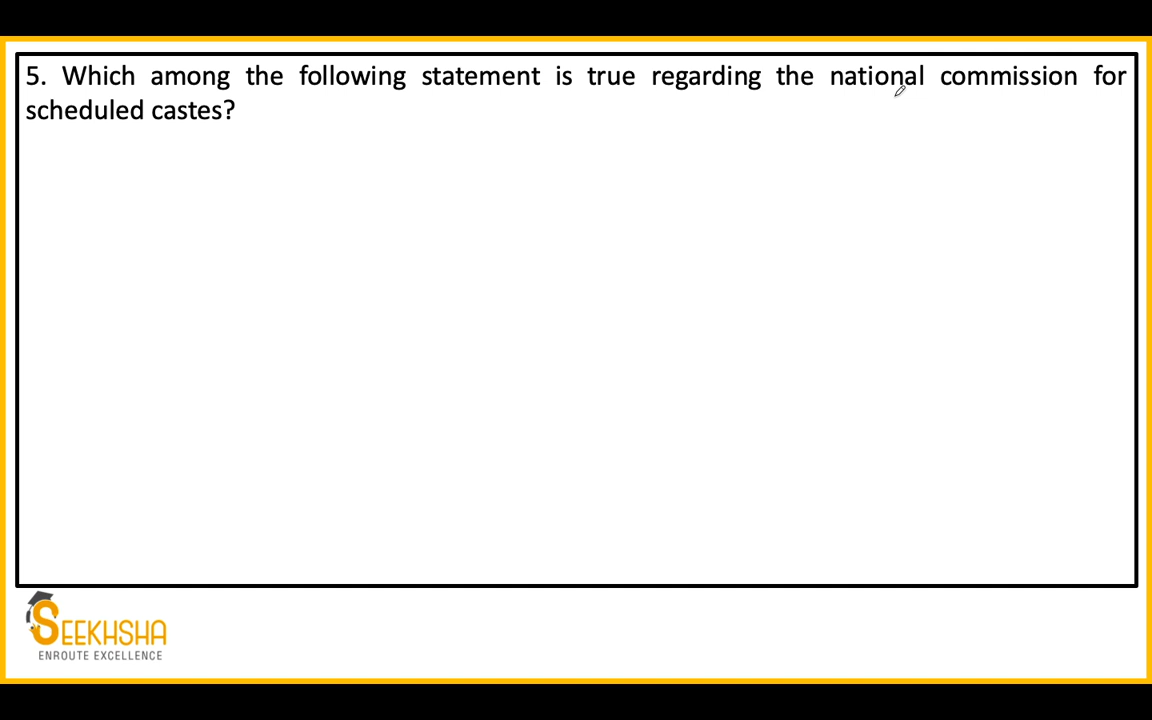 5. Which among the following statement is true regarding the national commission for
scheduled castes?
SEEKHSHA
ENROUTE EXCELLENCE